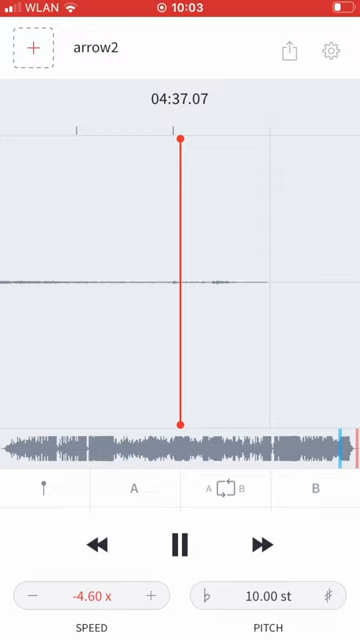 WLAN 10:03
arrow2
04:37.07
A A B B
-4.60 x 10.00 st
SPEED PITCH